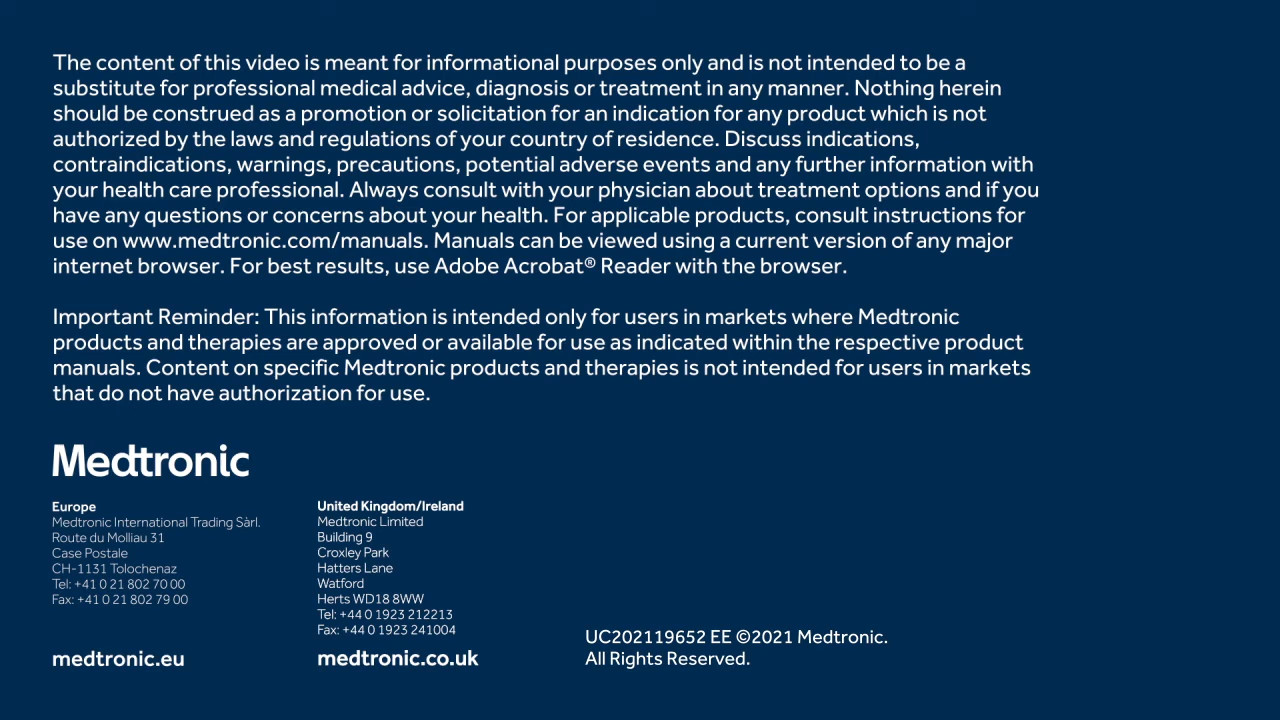 The content of this video is meant for informational purposes only and is not intended to be a
substitute for professional medical advice, diagnosis or treatment in any manner. Nothing herein
should be construed as a promotion or solicitation for an indication for any product which is not
authorized by the laws and regulations of your country of residence. Discuss indications,
contraindications, warnings, precautions, potential adverse events and any further information with
your health care professional. Always consult with your physician about treatment options and if you
have any questions or concerns about your health. For applicable products, consult instructions for
use on www.medtronic.com/manuals. Manuals can be viewed using a current version of any major
internet browser. For best results, use Adobe Acrobat® Reader with the browser.
Important Reminder: This information is intended only for users in markets where Medtronic
products and therapies are approved or available for use as indicated within the respective product
manuals. Content on specific Medtronic products and therapies is not intended for users in markets
that do not have authorization for use.
Medtronic
Europe
Medtronic International Trading Sàrl.
Route du Molliau 31
Case Postale
CH-1131 Tolochenaz
Tel: +41 0 21 802 70 00
Fax: +41 0 21 802 79 00
medtronic.eu
United Kingdom/Ireland
Medtronic Limited
Building 9
Croxley Park
Hatters Lane
Watford
Herts WD18 8WW
Tel: +44 0 1923 212213
Fax: +44 0 1923 241004
medtronic.co.uk
UC202119652 EE ©2021 Medtronic.
All Rights Reserved.